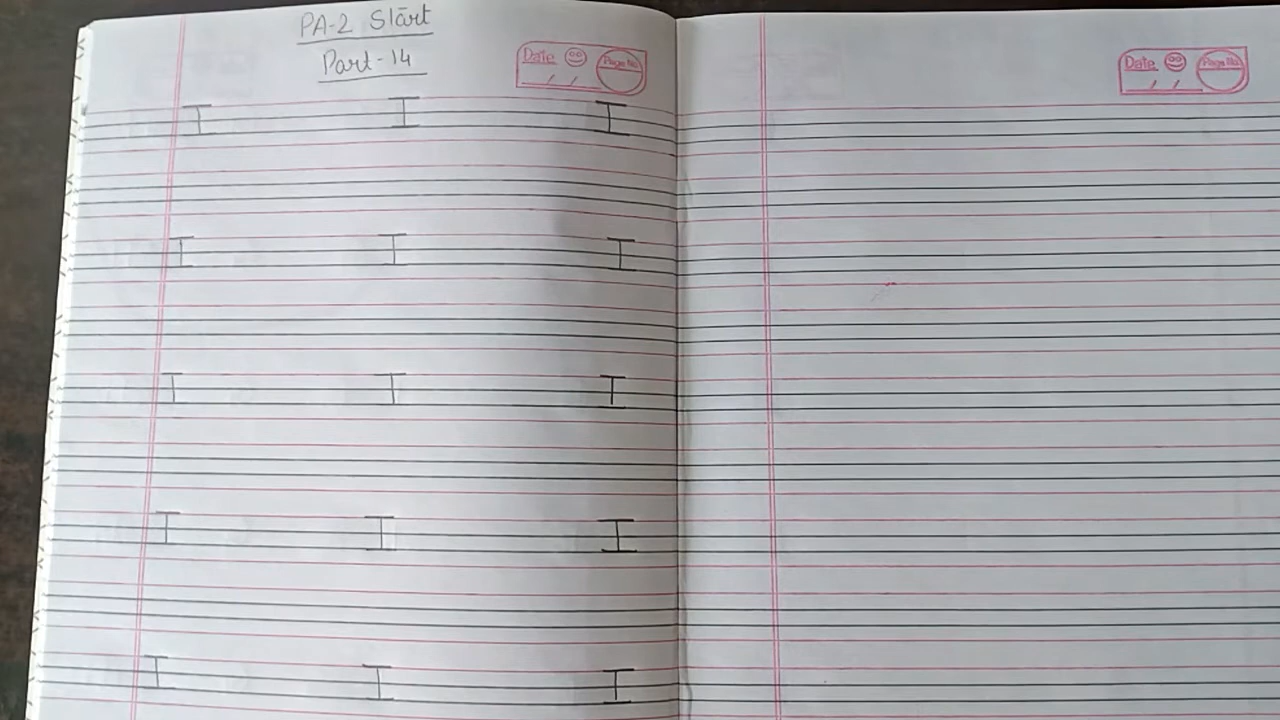 PA-2 Start
Part-14
Date Page No.
I I I
I I I
I I I
I I I
I I I
Date Page No.